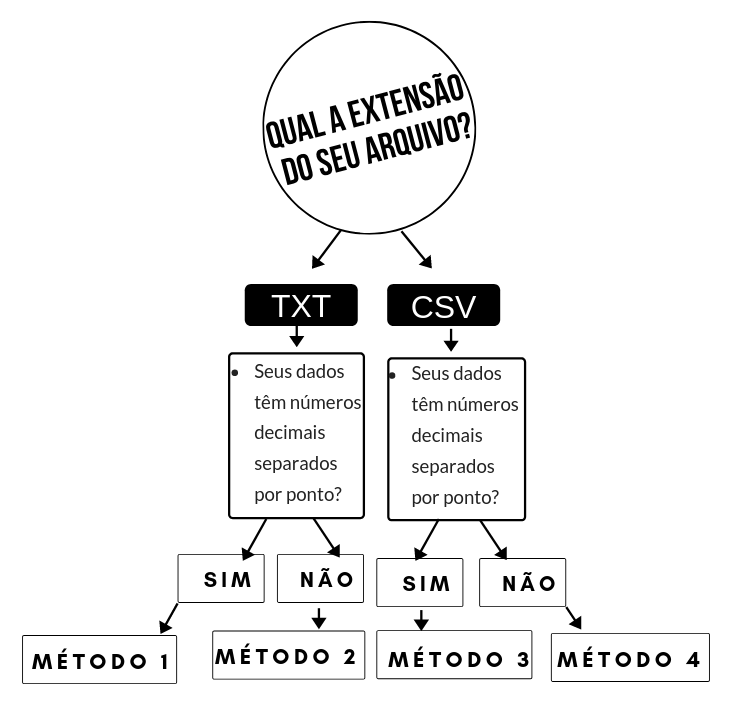 QUAL A EXTENSÃO
DO SEU ARQUIVO?
TXT
CSV
• Seus dados
têm números
decimais
separados
por ponto?
• Seus dados
têm números
decimais
separados
por ponto?
SIM
NÃO
SIM
NÃO
MÉTODO 1
MÉTODO 2
MÉTODO 3
MÉTODO 4